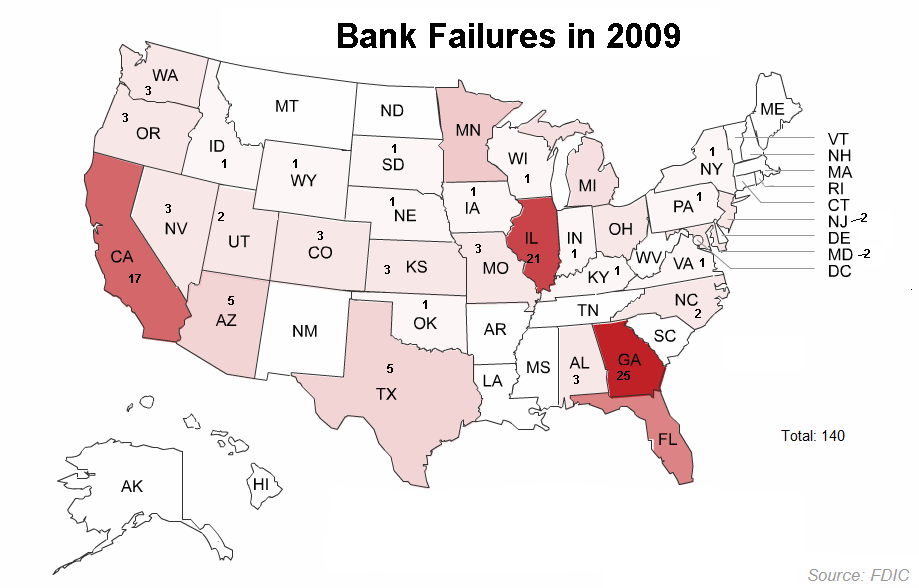 Bank Failures in 2009
WA
3
3
OR
ID
1
MT
ND
MN
1
SD
1
WY
WI
1
MI
1
NY
ME
VT
NH
MA
RI
CT
NJ -2
DE
MD -2
DC
1
NE
1
IA
PA 1
3
NV
2
UT
3
CO
3 KS
3
MO
IL
21
IN
1
OH
WV
VA 1
KY 1
CA
17
5
AZ
NM
1
OK
AR
TN
NC
2
SC
5
TX
LA
MS
AL
3
GA
25
FL
Total: 140
AK
HI
Source: FDIC